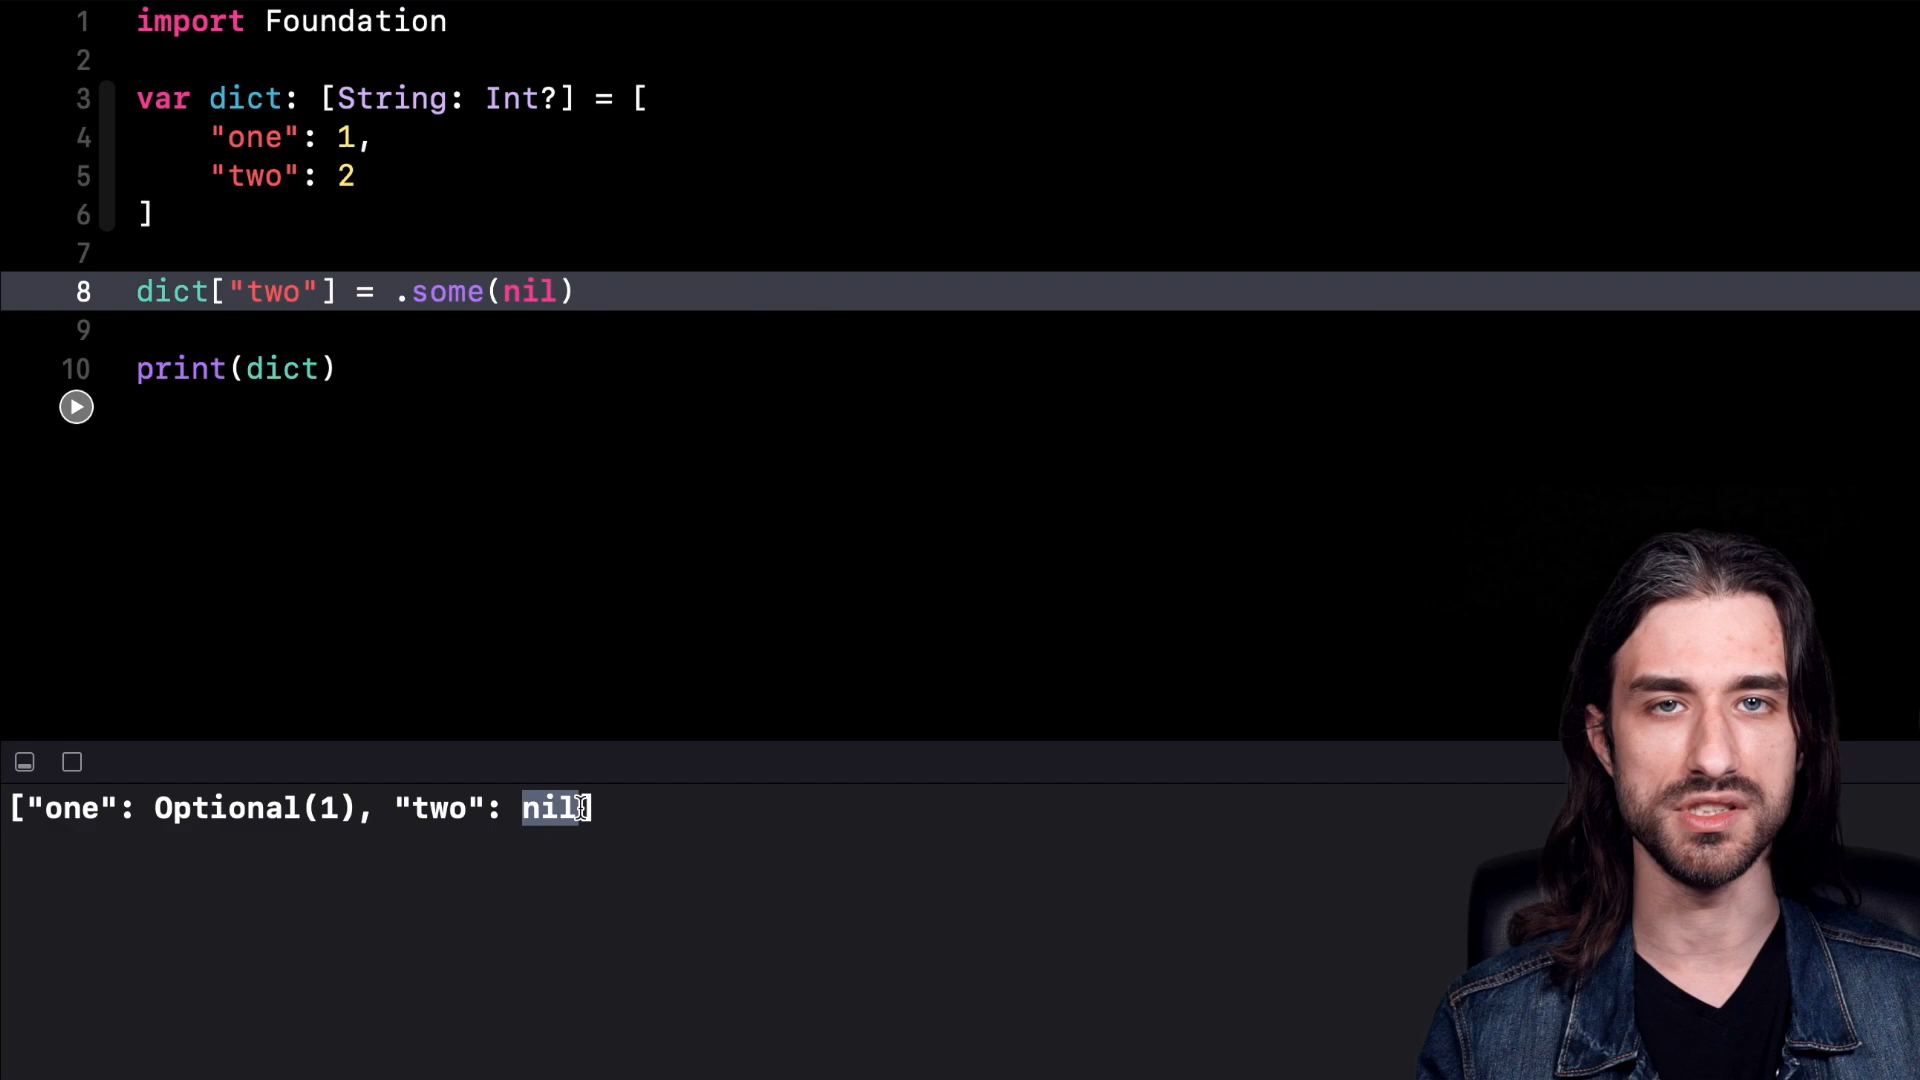 1 import Foundation
2
3 var dict: [String: Int?] = [
4 "one": 1,
5 "two": 2
6 ]
7
8 dict["two"] = .some(nil)
9
10 print(dict)
["one": Optional(1), "two": nil]